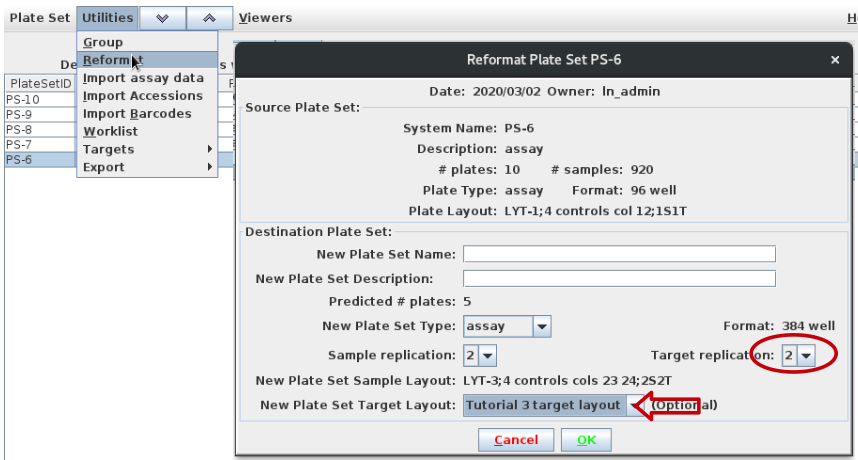 Plate Set Utilities Viewers
Group
Reformat
Import assay data
Import Accessions
Import Barcodes
Worklist
Targets
Export
PlateSetID
PS-10
PS-9
PS-8
PS-7
PS-6
Reformat Plate Set PS-6
Date: 2020/03/02 Owner: ln_admin
Source Plate Set:
System Name: PS-6
Description: assay
# plates: 10 # samples: 920
Plate Type: assay Format: 96 well
Plate Layout: LYT-1;4 controls col 12;1S1T
Destination Plate Set:
New Plate Set Name:
New Plate Set Description:
Predicted # plates: 5
New Plate Set Type: assay Format: 384 well
Sample replication: 2 Target replication: 2
New Plate Set Sample Layout: LYT-3;4 controls cols 23 24;2S2T
New Plate Set Target Layout: Tutorial 3 target layout (Optional)
Cancel OK